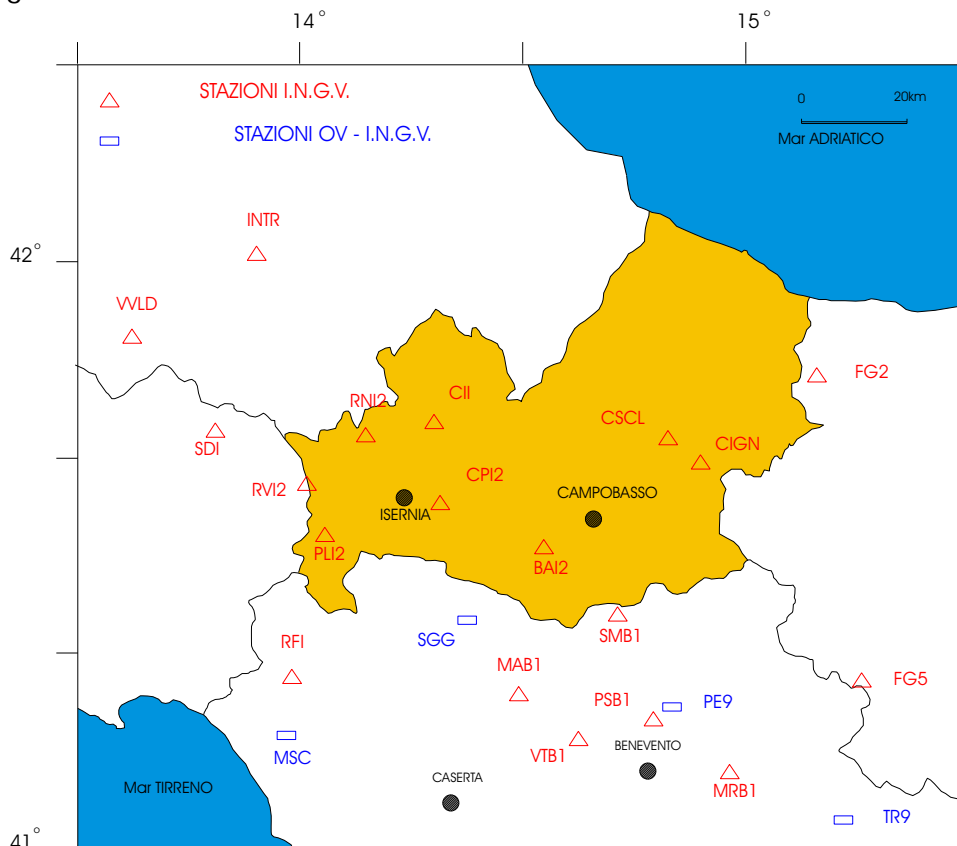 14° 15°
STAZIONI I.N.G.V.
0 20km
STAZIONI OV - I.N.G.V.
Mar ADRIATICO
INTR
42°
VVLD
FG2
RNI2
CII
CSCL
SDI
CIGN
CPI2
RVI2
CAMPOBASSO
ISERNIA
PLI2
BAI2
SMB1
SGG
RFI
MAB1
FG5
PSB1
PE9
VTB1
BENEVENTO
MSC
CASERTA
Mar TIRRENO
MRB1
TR9
41°